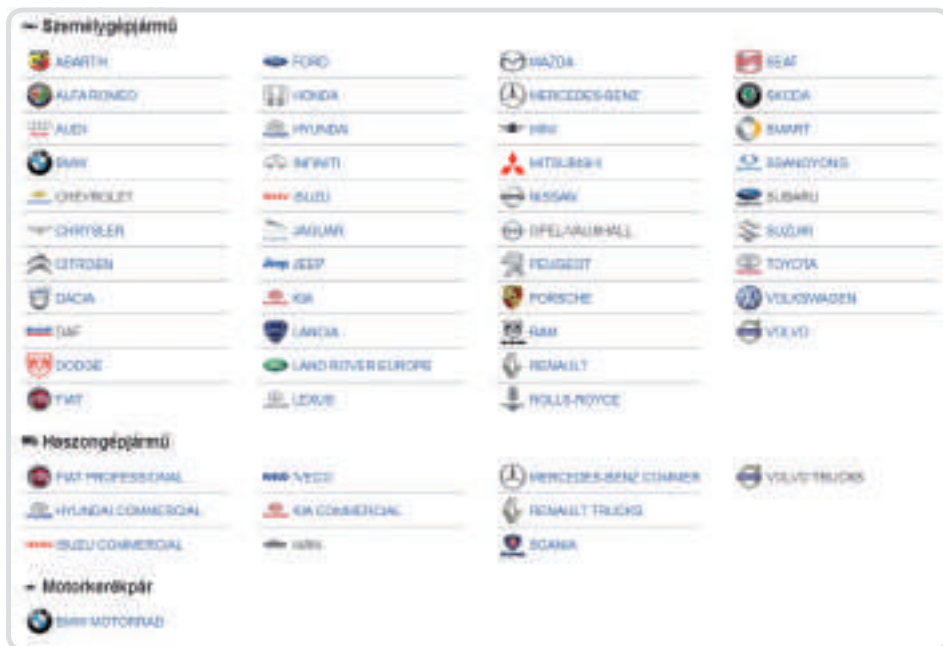 Személygépjármű
ABARTH
ALFA ROMEO
AUDI
BMW
CHEVROLET
CHRYSLER
CITROEN
DACIA
DAF
DODGE
FIAT
FORD
HONDA
HYUNDAI
INFINITI
ISUZU
JAGUAR
JEEP
KIA
LANCIA
LAND ROVER EUROPE
LEXUS
MAZDA
MERCEDES-BENZ
MINI
MITSUBISHI
NISSAN
OPEL/VAUXHALL
PEUGEOT
PORSCHE
RAM
RENAULT
ROLLS-ROYCE
SEAT
SKODA
SMART
SSANGYONG
SUBARU
SUZUKI
TOYOTA
VOLKSWAGEN
VOLVO
Haszongépjármű
FIAT PROFESSIONAL
HYUNDAI COMMERCIAL
ISUZU COMMERCIAL
IVECO
KIA COMMERCIAL
MERCEDES-BENZ COMMER
RENAULT TRUCKS
SCANIA
VOLVO TRUCKS
Motorkerékpár
BMW MOTORRAD